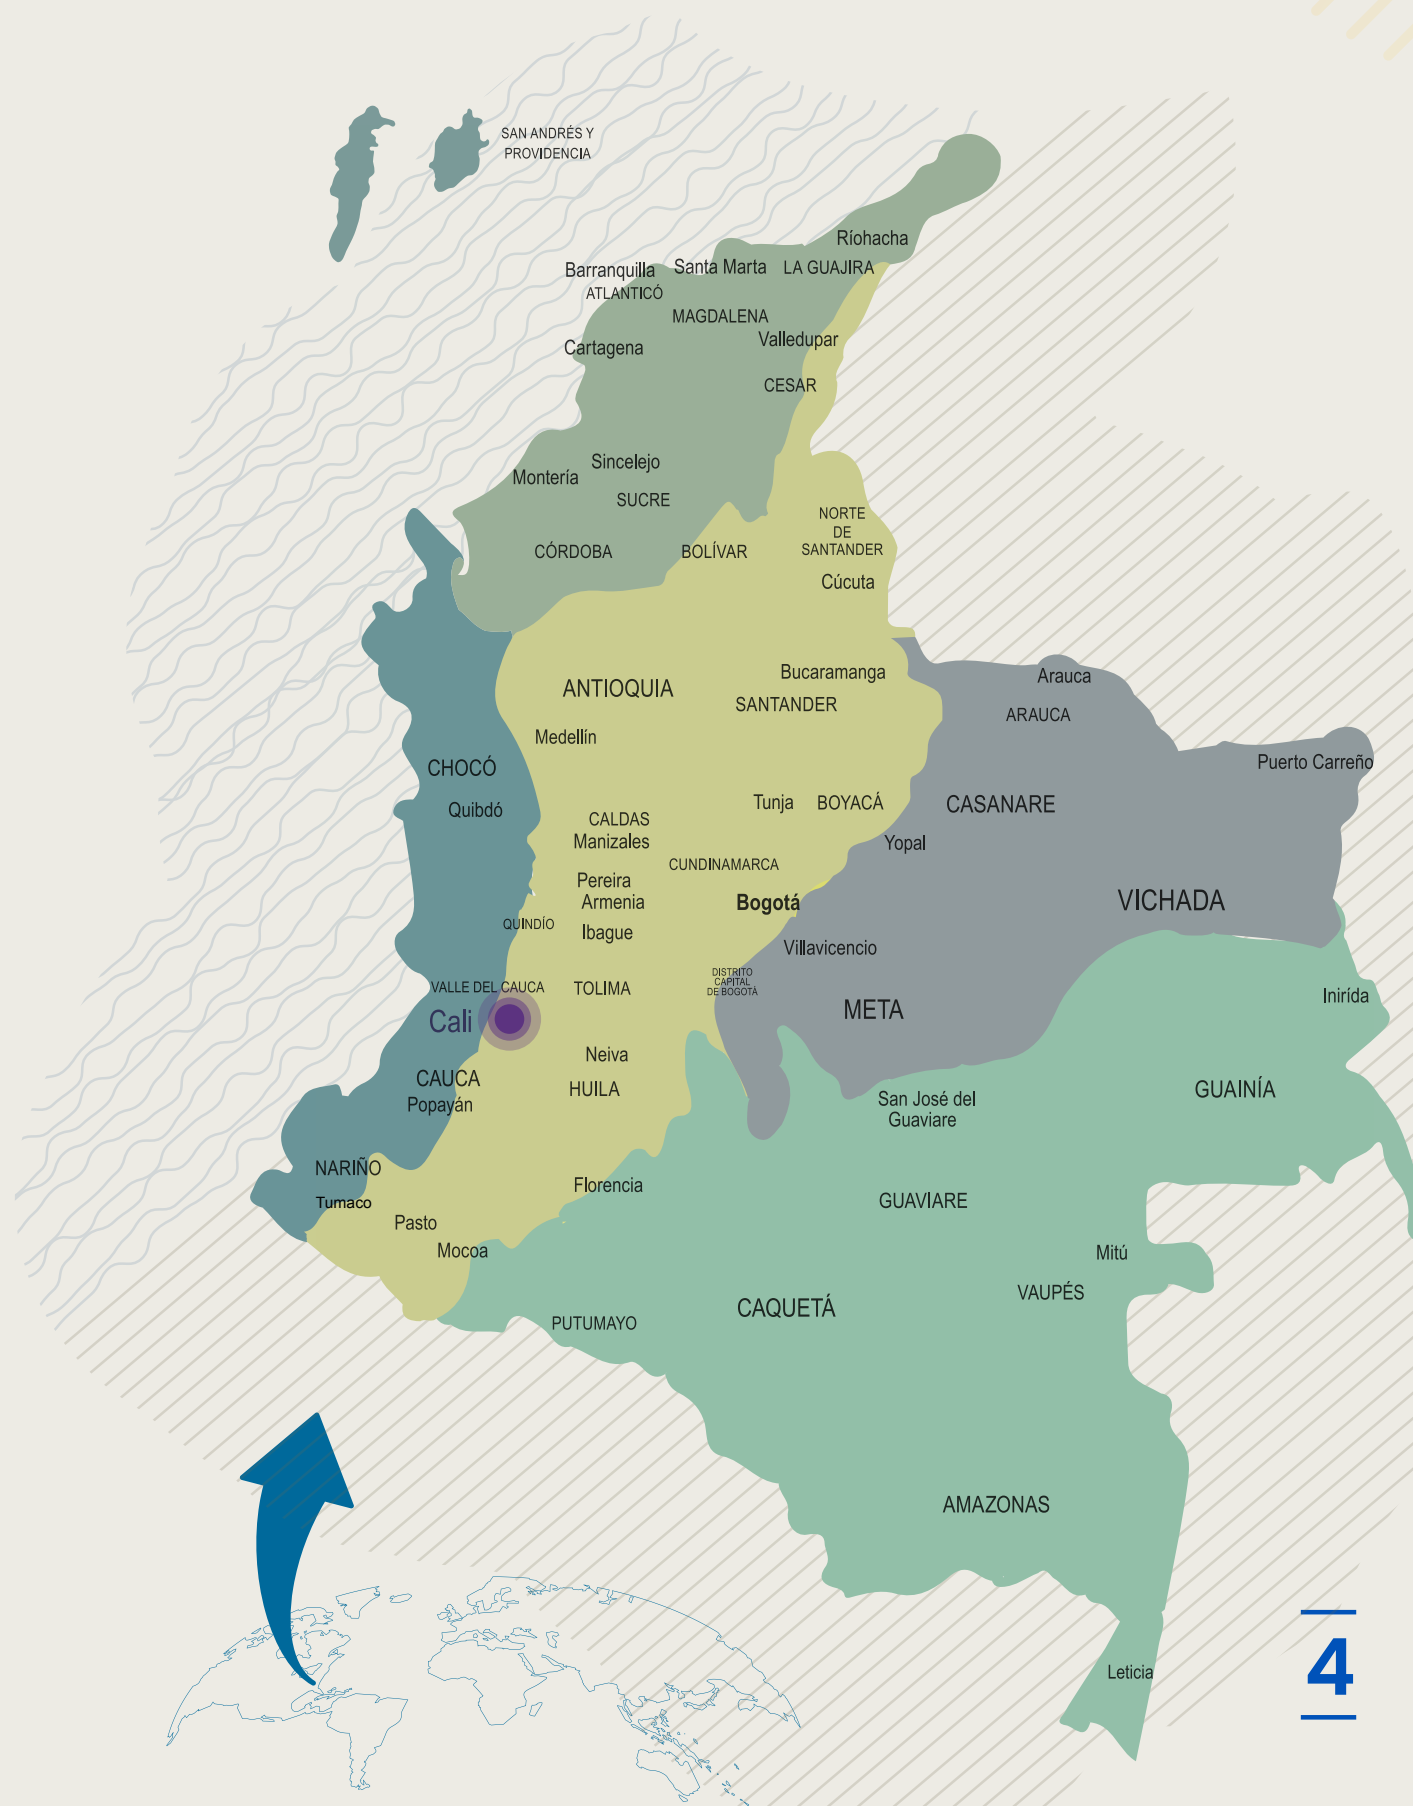 SAN ANDRÉS Y
PROVIDENCIA
Ríohacha
Barranquilla
Santa Marta
LA GUAJIRA
ATLANTICÓ
MAGDALENA
Valledupar
Cartagena
CESAR
Sincelejo
Montería
SUCRE
NORTE
DE
SANTANDER
CÓRDOBA
BOLÍVAR
Cúcuta
Bucaramanga
Arauca
ANTIOQUIA
SANTANDER
ARAUCA
Medellín
CHOCÓ
Puerto Carreño
Quibdó
Tunja
BOYACÁ
CASANARE
CALDAS
Manizales
Yopal
CUNDINAMARCA
Pereira
Armenia
Bogotá
VICHADA
QUINDÍO
Ibague
Villavicencio
DISTRITO
CAPITAL
DE BOGOTÀ
VALLE DEL CAUCA
TOLIMA
Inirída
Cali
META
Neiva
CAUCA
HUILA
GUAINÍA
Popayán
San José del
Guaviare
NARIÑO
Florencia
GUAVIARE
Tumaco
Pasto
Mocoa
Mitú
VAUPÉS
PUTUMAYO
CAQUETÁ
AMAZONAS
Leticia
4